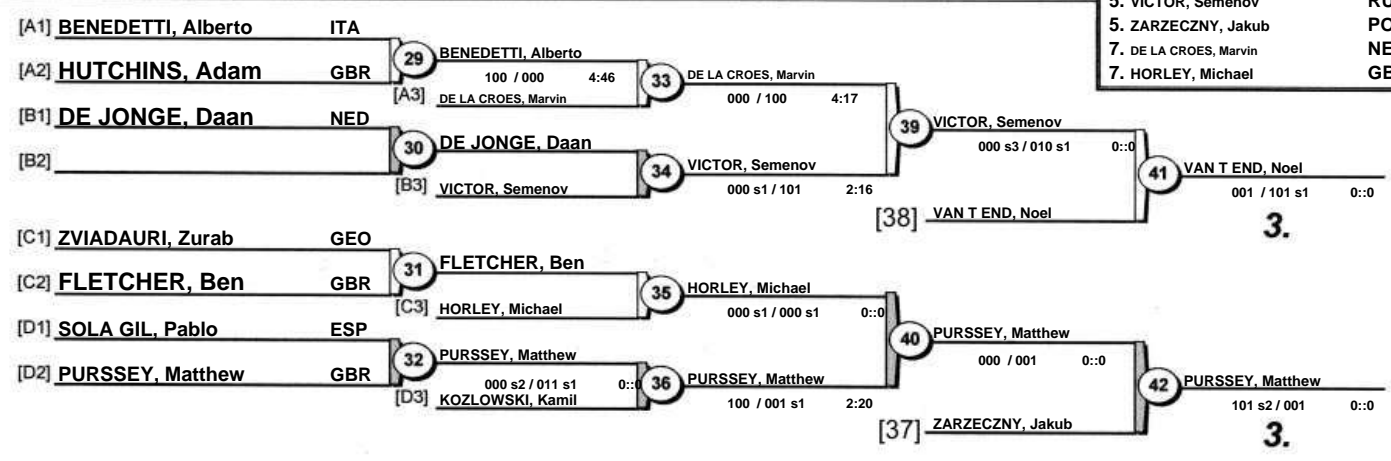 5. VICTOR, Semenov RU
5. ZARZECZNY, Jakub PO
7. DE LA CROES, Marvin NE
7. HORLEY, Michael GE
[A1] BENEDETTI, Alberto ITA
[A2] HUTCHINS, Adam GBR
29
BENEDETTI, Alberto
100 / 000 4:46
[A3] DE LA CROES, Marvin
33
DE LA CROES, Marvin
000 / 100 4:17
[B1] DE JONGE, Daan NED
[B2]
30
DE JONGE, Daan
[B3] VICTOR, Semenov
34
VICTOR, Semenov
000 s1 / 101 2:16
39
VICTOR, Semenov
000 s3 / 010 s1 0::0
[38] VAN T END, Noel
41
VAN T END, Noel
001 / 101 s1 0::0
3.
[C1] ZVIADAURI, Zurab GEO
[C2] FLETCHER, Ben GBR
31
FLETCHER, Ben
[C3] HORLEY, Michael
35
HORLEY, Michael
000 s1 / 000 s1 0::0
[D1] SOLA GIL, Pablo ESP
[D2] PURSSEY, Matthew GBR
32
PURSSEY, Matthew
000 s2 / 011 s1 0::0
[D3] KOZLOWSKI, Kamil
36
PURSSEY, Matthew
100 / 001 s1 2:20
40
PURSSEY, Matthew
000 / 001 0::0
[37] ZARZECZNY, Jakub
42
PURSSEY, Matthew
101 s2 / 001 0::0
3.